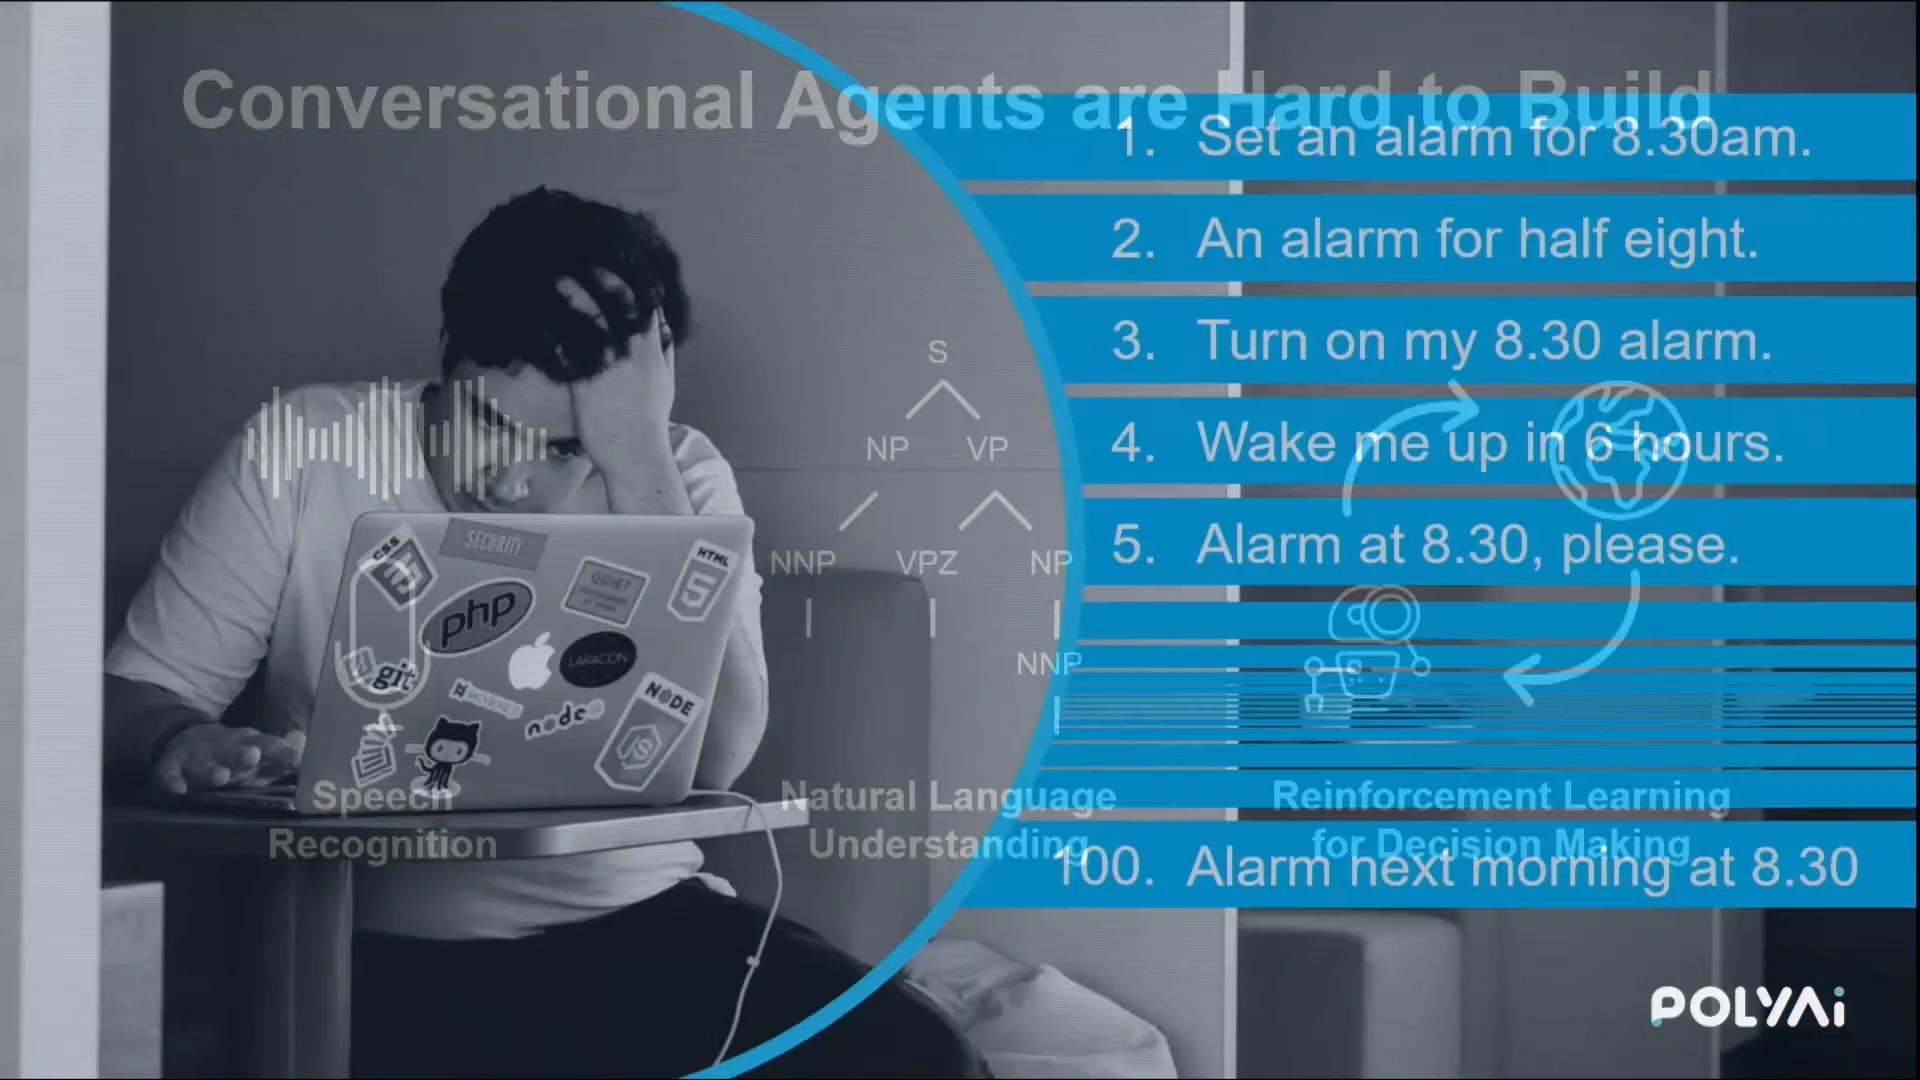 Conversational Agents are Hard to Build
1. Set an alarm for 8.30am.
2. An alarm for half eight.
3. Turn on my 8.30 alarm.
4. Wake me up in 6 hours.
5. Alarm at 8.30, please.
100. Alarm next morning at 8.30
S
NP VP
NNP VPZ NP
NNP
CSS
SECURITY
HTML
5
QUIET
php
LARACON
git
node
NODE
JS
Speech
Recognition
Natural Language
Understanding
Reinforcement Learning
for Decision Making
POLYAi